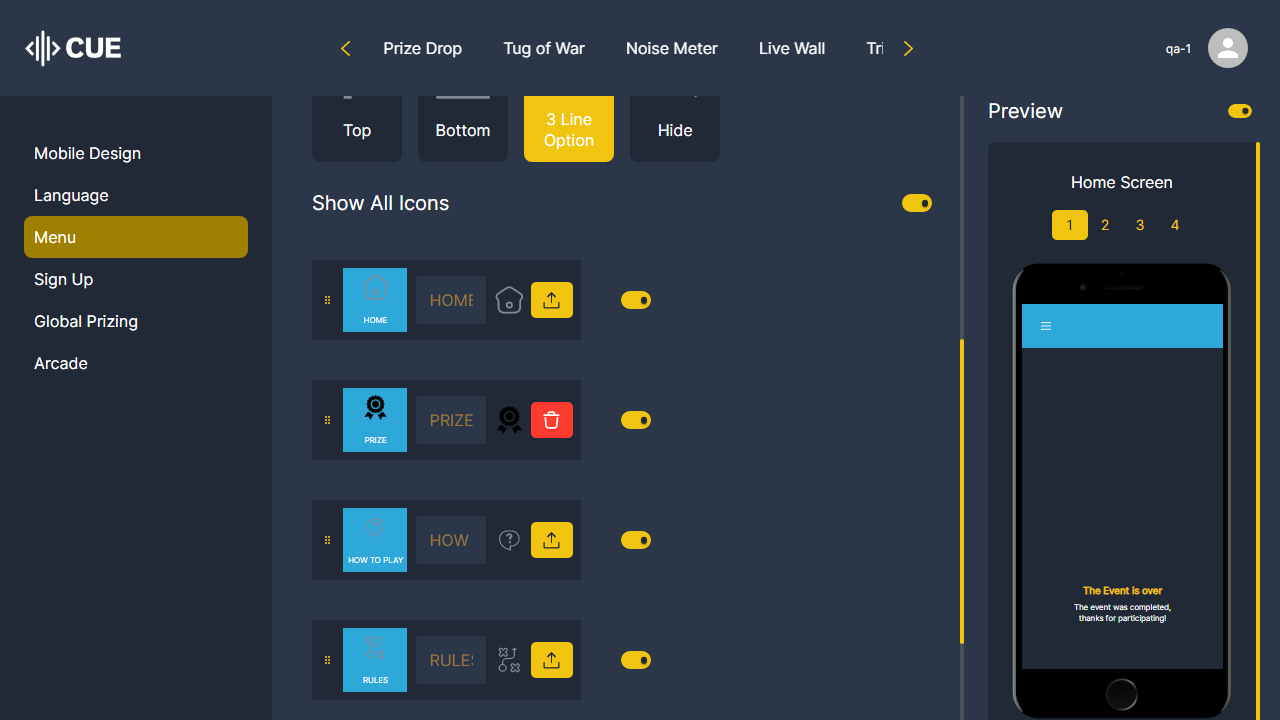 CUE
Prize Drop
Tug of War
Noise Meter
Live Wall
Tri
qa-1
Mobile Design
Language
Menu
Sign Up
Global Prizing
Arcade
Top
Bottom
3 Line
Option
Hide
Show All Icons
HOME
HOME
PRIZE
PRIZE
HOW TO PLAY
HOW
RULES
RULES
Preview
Home Screen
1
2
3
4
The Event is over
The event was completed,
thanks for participating!